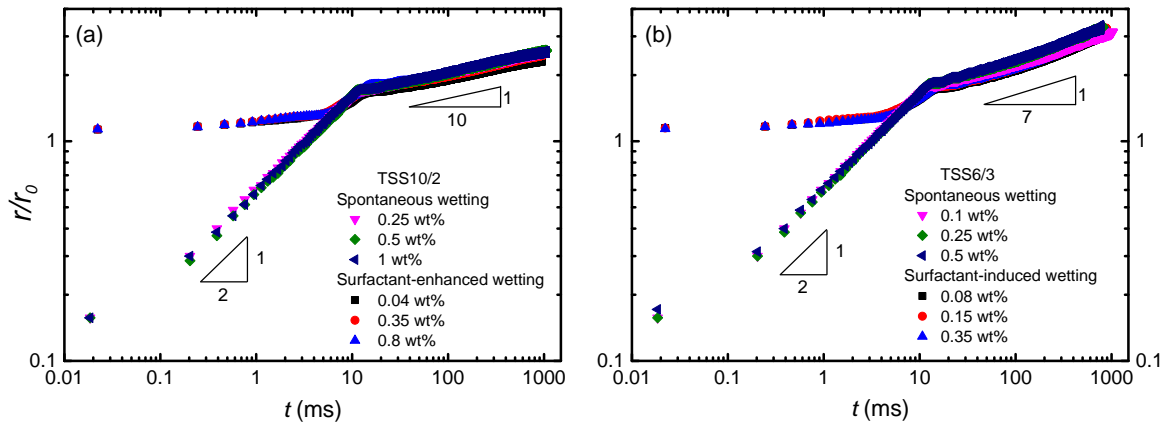 (a)
r/r0
1
0.1
0.01
0.1
1
10
100
1000
t (ms)
1
10
1
2
TSS10/2
Spontaneous wetting
0.25 wt%
0.5 wt%
1 wt%
Surfactant-enhanced wetting
0.04 wt%
0.35 wt%
0.8 wt%
(b)
1
0.1
0.01
0.1
1
10
100
1000
t (ms)
1
7
1
2
TSS6/3
Spontaneous wetting
0.1 wt%
0.25 wt%
0.5 wt%
Surfactant-induced wetting
0.08 wt%
0.15 wt%
0.35 wt%